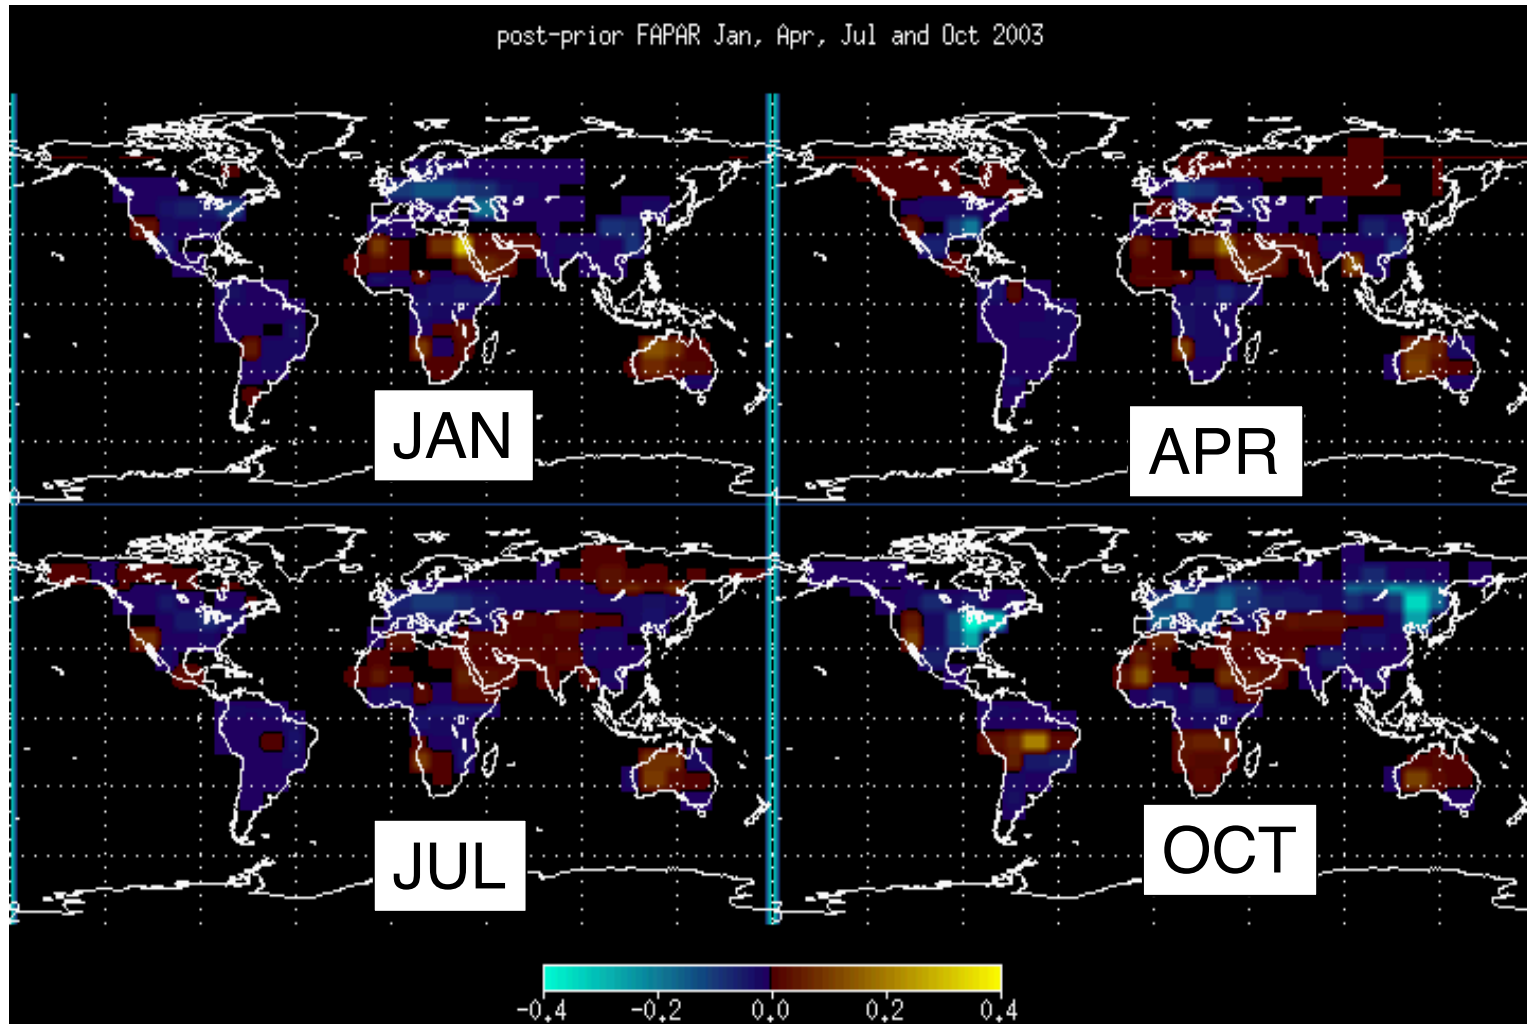 post-prior FAPAR Jan, Apr, Jul and Oct 2003
JAN
APR
JUL
OCT
-0.4 -0.2 0.0 0.2 0.4